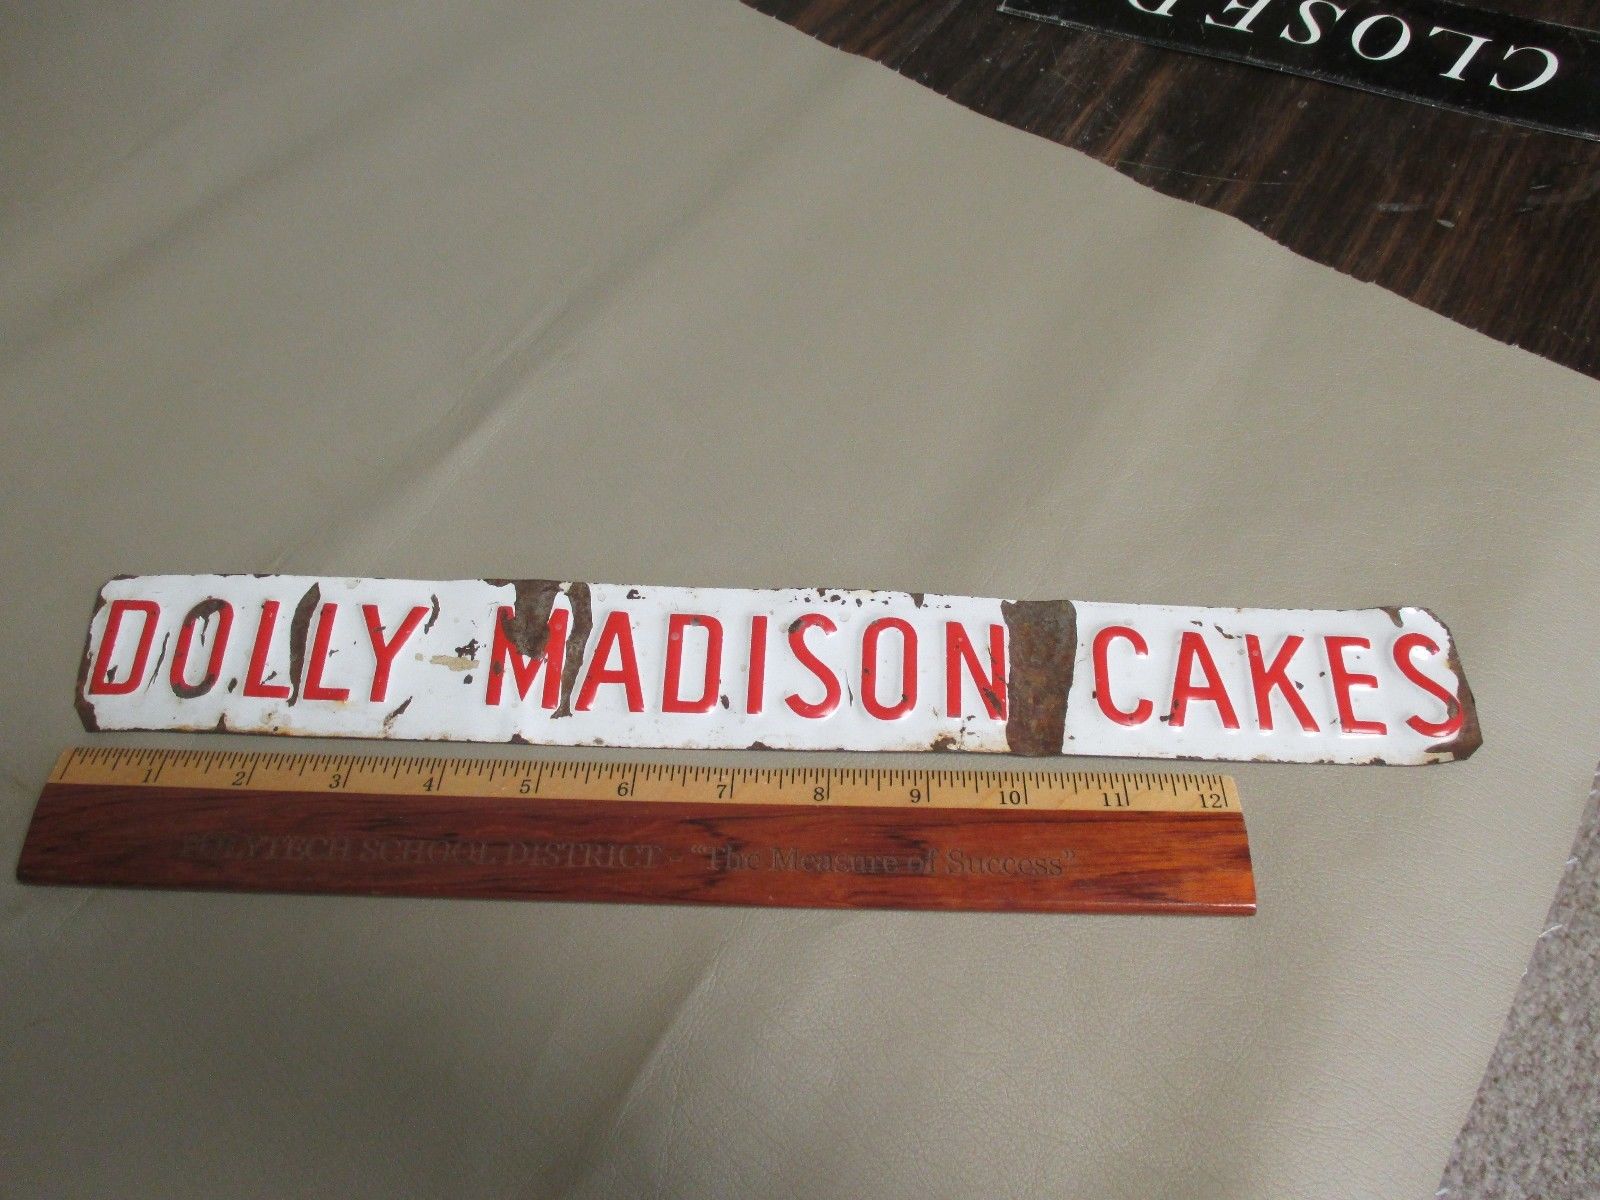 CLOSED
DOLLY MADISON CAKES
1 2 3 4 5 6 7 8 9 10 11 12
POLYTECH SCHOOL DISTRICT - "The Measure of Success"